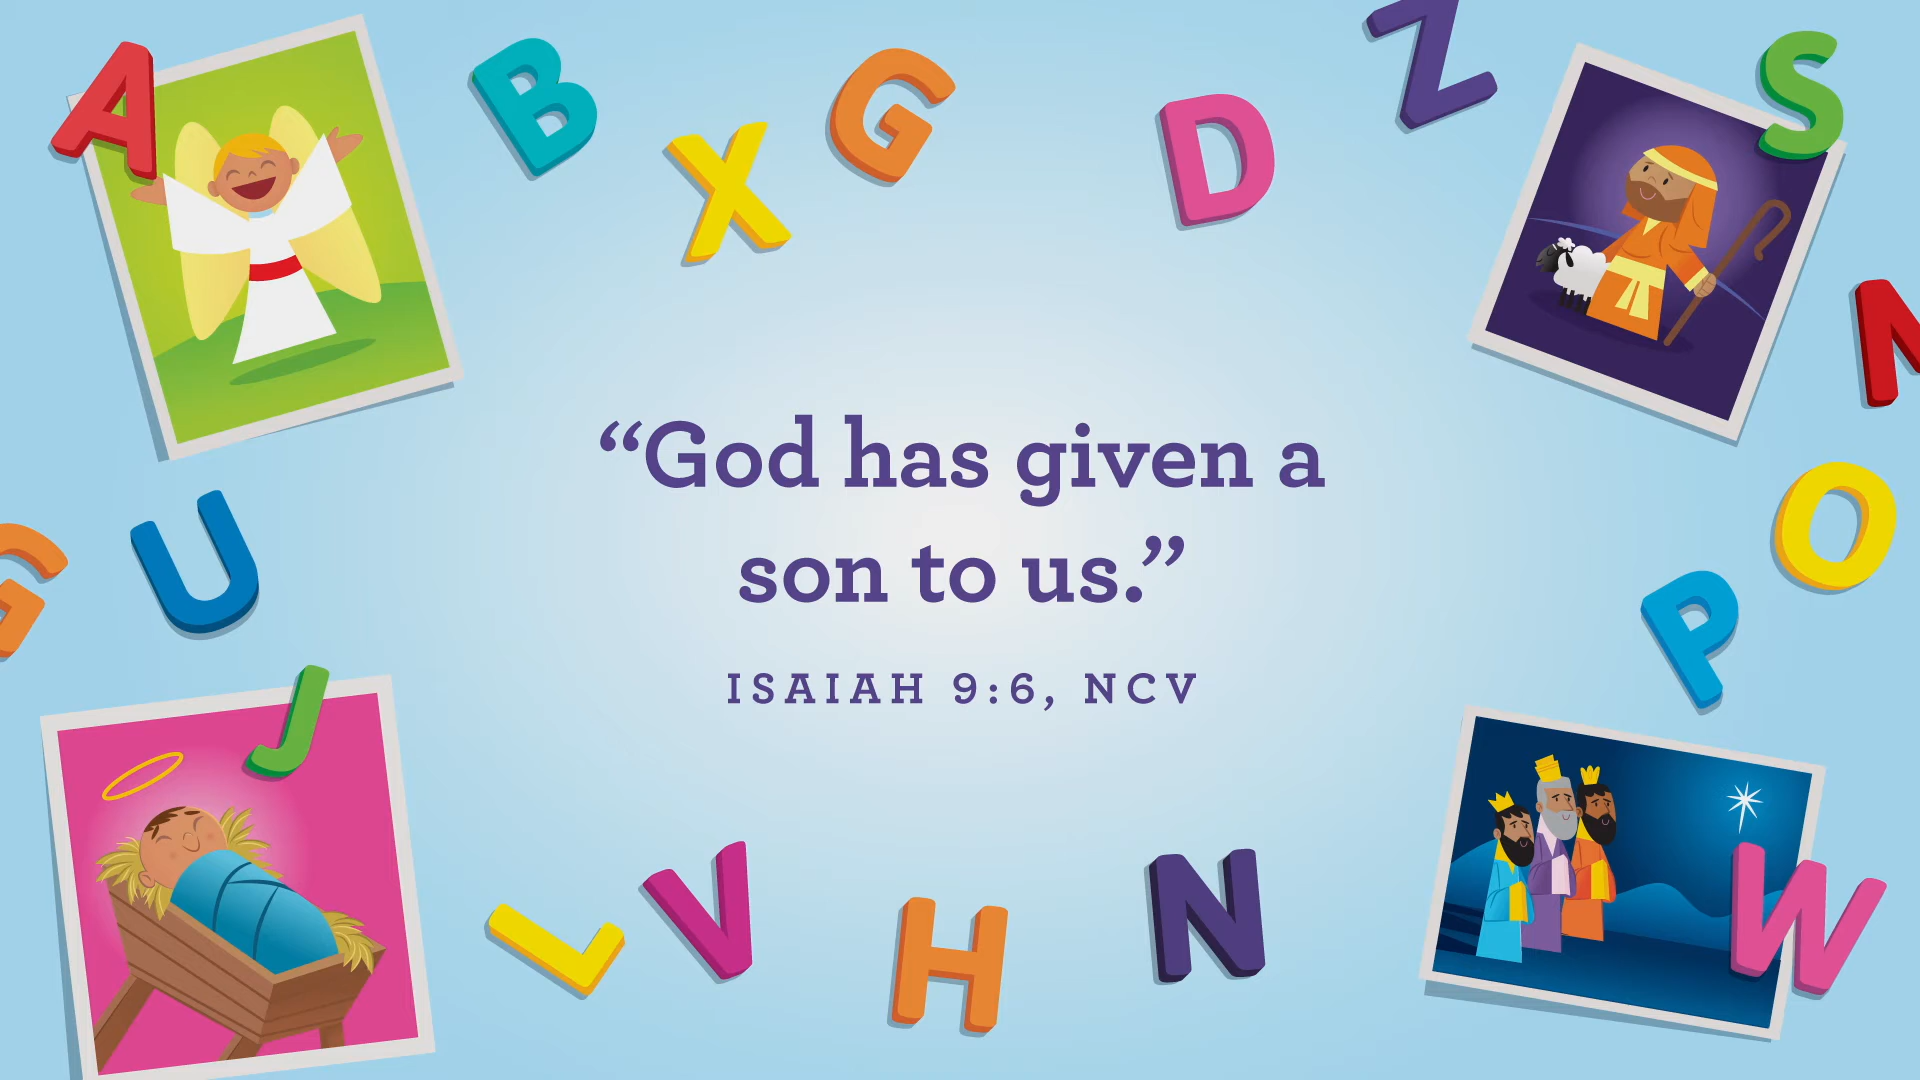 A
B
X
G
D
Z
S
“God has given a
son to us.”
ISAIAH 9:6, NCV
G
U
O
P
J
L
V
H
N
W